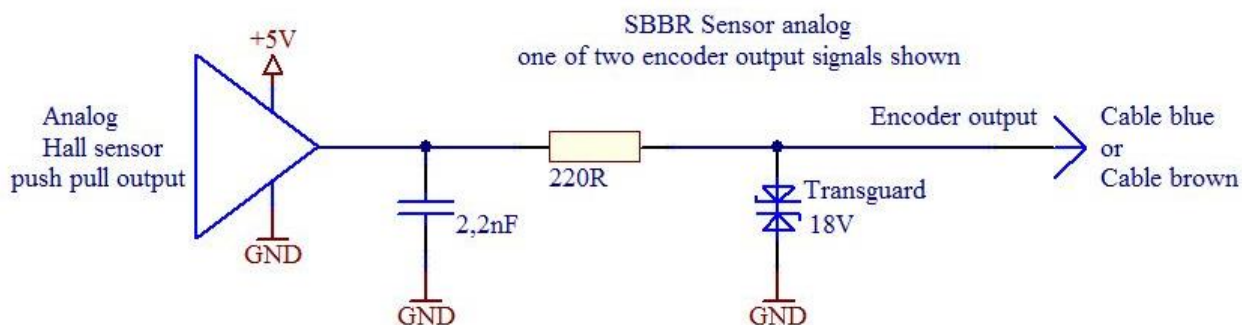 SBBR Sensor analog
one of two encoder output signals shown
+5V
Analog
Hall sensor
push pull output
GND
2,2nF
GND
220R
Transguard
18V
GND
Encoder output
Cable blue
or
Cable brown